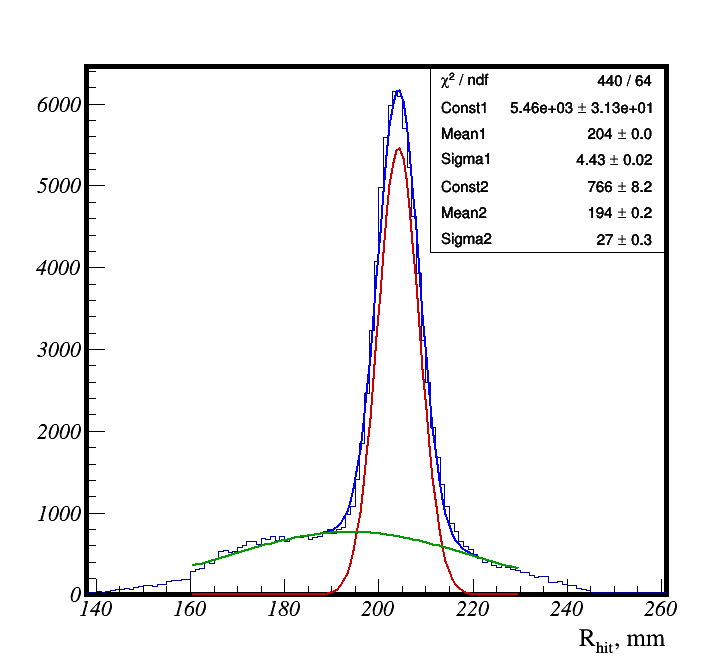 χ² / ndf 440 / 64
Const1 5.46e+03 ± 3.13e+01
Mean1 204 ± 0.0
Sigma1 4.43 ± 0.02
Const2 766 ± 8.2
Mean2 194 ± 0.2
Sigma2 27 ± 0.3
6000
5000
4000
3000
2000
1000
0
140 160 180 200 220 240 260
R_hit, mm